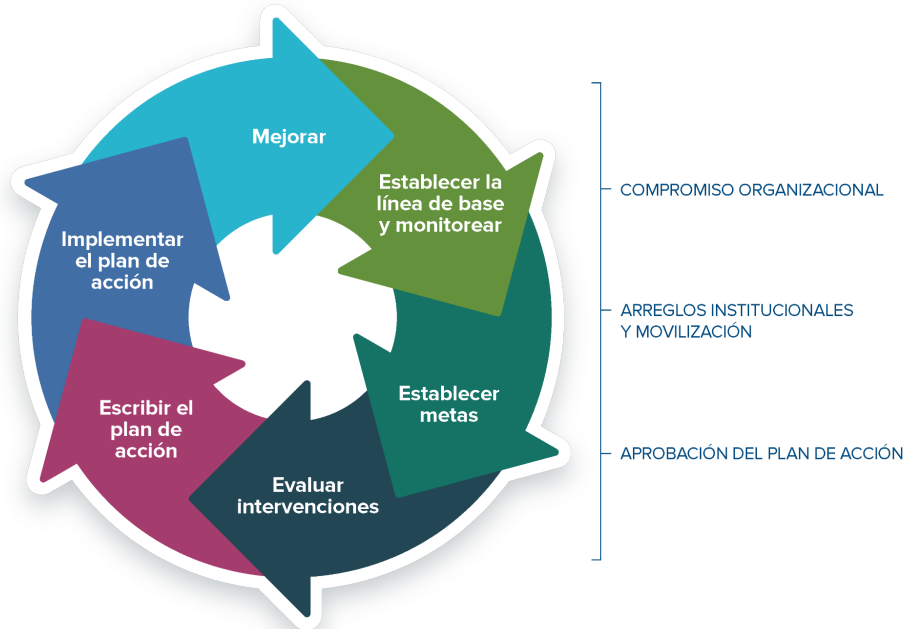 Mejorar
Establecer la
línea de base
y monitorear
Establecer
metas
Evaluar
intervenciones
Escribir el
plan de
acción
Implementar
el plan de
acción
COMPROMISO ORGANIZACIONAL
ARREGLOS INSTITUCIONALES
Y MOVILIZACIÓN
APROBACIÓN DEL PLAN DE ACCIÓN